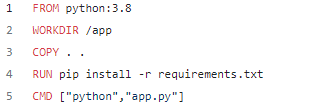 1 FROM python:3.8
2 WORKDIR /app
3 COPY . .
4 RUN pip install -r requirements.txt
5 CMD ["python","app.py"]